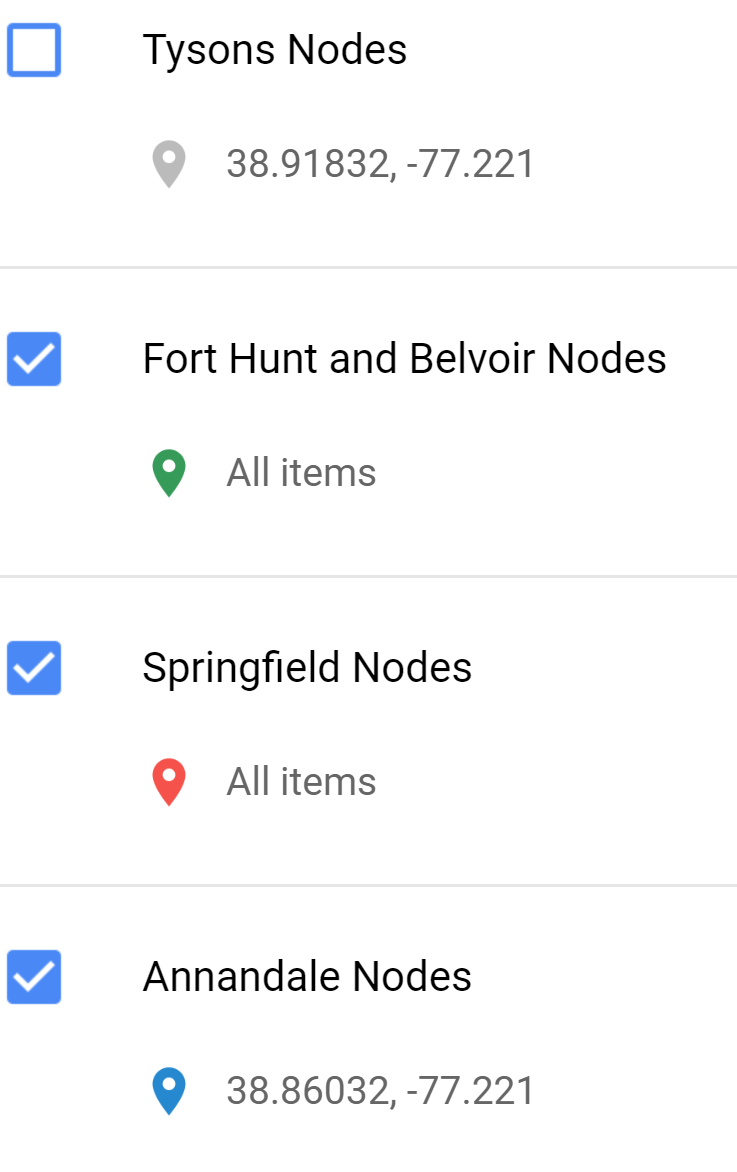 Tysons Nodes
38.91832, -77.221
Fort Hunt and Belvoir Nodes
All items
Springfield Nodes
All items
Annandale Nodes
38.86032, -77.221